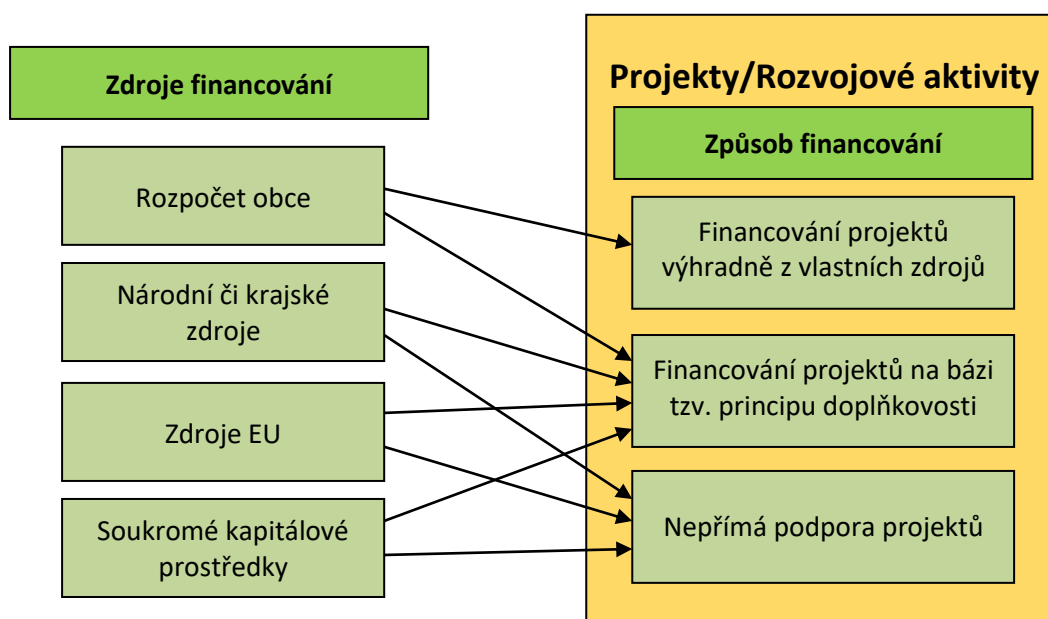 Zdroje financování
Rozpočet obce
Národní či krajské
zdroje
Zdroje EU
Soukromé kapitálové
prostředky
Projekty/Rozvojové aktivity
Způsob financování
Financování projektů
výhradně z vlastních zdrojů
Financování projektů na bázi
tzv. principu doplňkovosti
Nepřímá podpora projektů